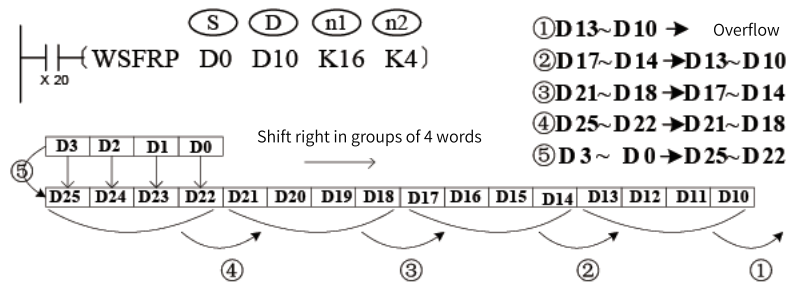 S D n1 n2
WSFRP D0 D10 K16 K4
X 20
①D13~D10 → Overflow
②D17~D14→D13~D10
③D21~D18→D17~D14
④D25~D22→D21~D18
⑤D3~ D0→D25~D22
D3 D2 D1 D0
Shift right in groups of 4 words
⑤
D25 D24 D23 D22 D21 D20 D19 D18 D17 D16 D15 D14 D13 D12 D11 D10
④ ③ ② ①